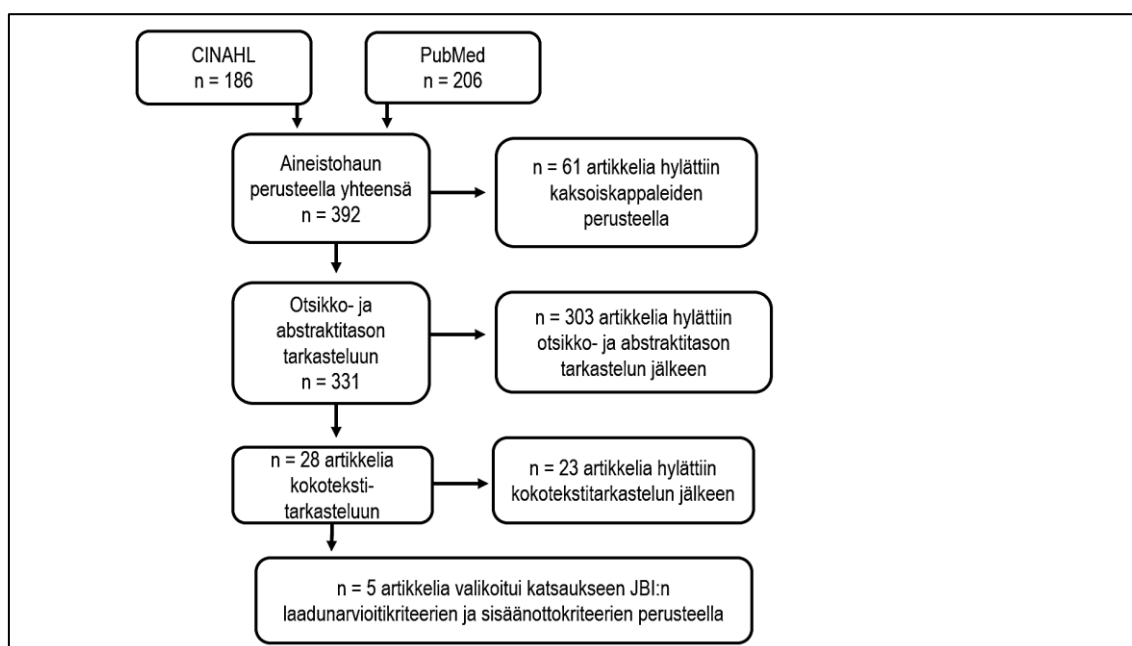 CINAHL
n = 186
PubMed
n = 206
Aineistohaun
perusteella yhteensä
n = 392
n = 61 artikkelia hylättiin
kaksoiskappaleiden
perusteella
Otsikko- ja
abstraktitason
tarkasteluun
n = 331
n = 303 artikkelia hylättiin
otsikko- ja abstraktitason
tarkastelun jälkeen
n = 28 artikkelia
kokoteksti-
tarkasteluun
n = 23 artikkelia hylättiin
kokotekstitarkastelun jälkeen
n = 5 artikkelia valikoitui katsaukseen JBI:n
laadunarvioitikriteerien ja sisäänottokriteerien perusteella